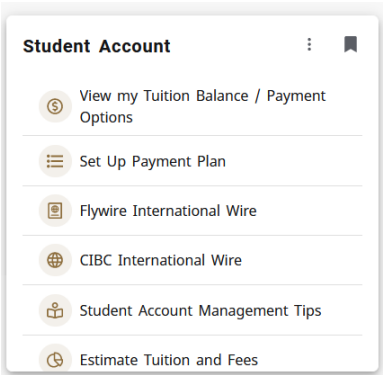 Student Account
View my Tuition Balance / Payment
Options
Set Up Payment Plan
Flywire International Wire
CIBC International Wire
Student Account Management Tips
Estimate Tuition and Fees